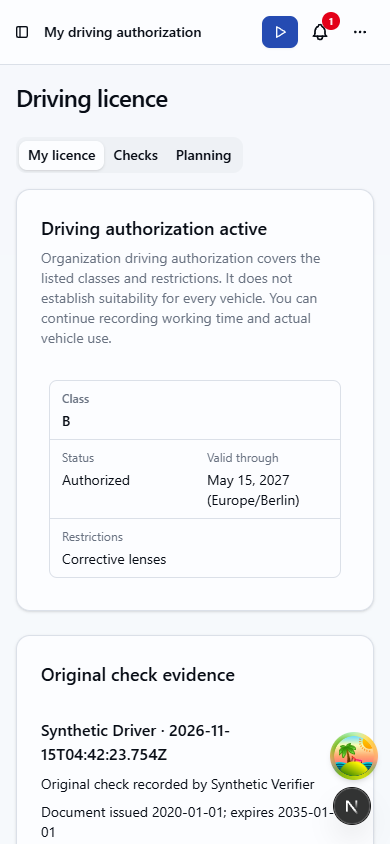 My driving authorization
1
Driving licence
My licence Checks Planning
Driving authorization active
Organization driving authorization covers the
listed classes and restrictions. It does not
establish suitability for every vehicle. You can
continue recording working time and actual
vehicle use.
Class
B
Status
Authorized
Valid through
May 15, 2027
(Europe/Berlin)
Restrictions
Corrective lenses
Original check evidence
Synthetic Driver · 2026-11-
15T04:42:23.754Z
Original check recorded by Synthetic Verifier
Document issued 2020-01-01; expires 2035-01-
01
N